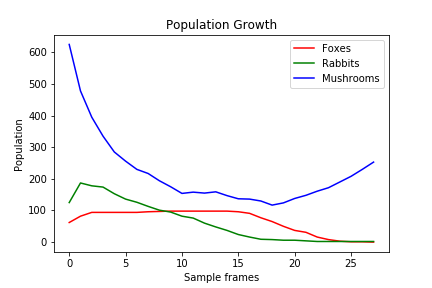 Population Growth
Foxes
Rabbits
Mushrooms
600
500
400
300
200
100
0
Population
0 5 10 15 20 25
Sample frames